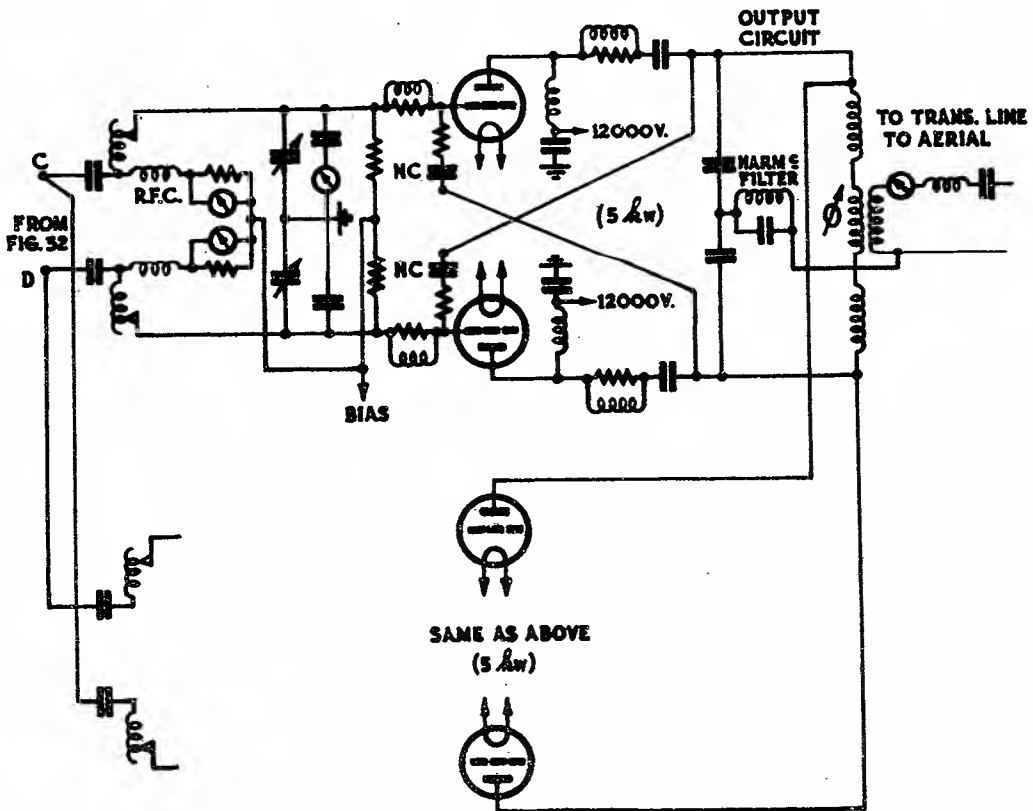 OUTPUT
CIRCUIT
TO TRANS. LINE
TO AERIAL
12000V.
HARMC
FILTER
C
R.F.C.
NC
(5 kw)
FROM
FIG. 32
D
NC
12000V.
Ø
BIAS
SAME AS ABOVE
(5 kw)